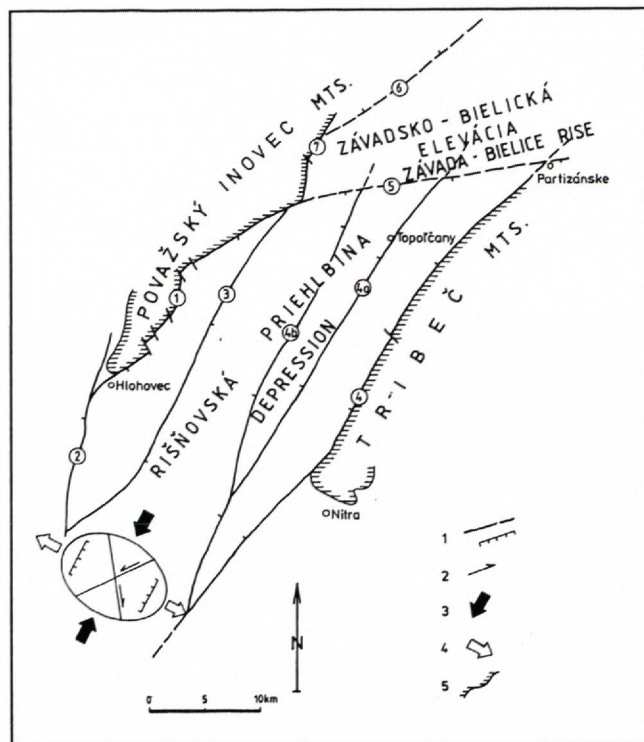 POVAŽSKÝ INOVEC MTS.
6
7
ZÁVADSKO - BIELICKÁ
ELEVÁCIA
ZÁVADA - BIELICE RISE
5
Partizánske
Topoľčany
1
3
4a
4b
RIŠŇOVSKÁ PRIEHLBINA
DEPRESSION
TRIBEČ MTS.
Hlohovec
2
4
Nitra
N
0 5 10km
1
2
3
4
5